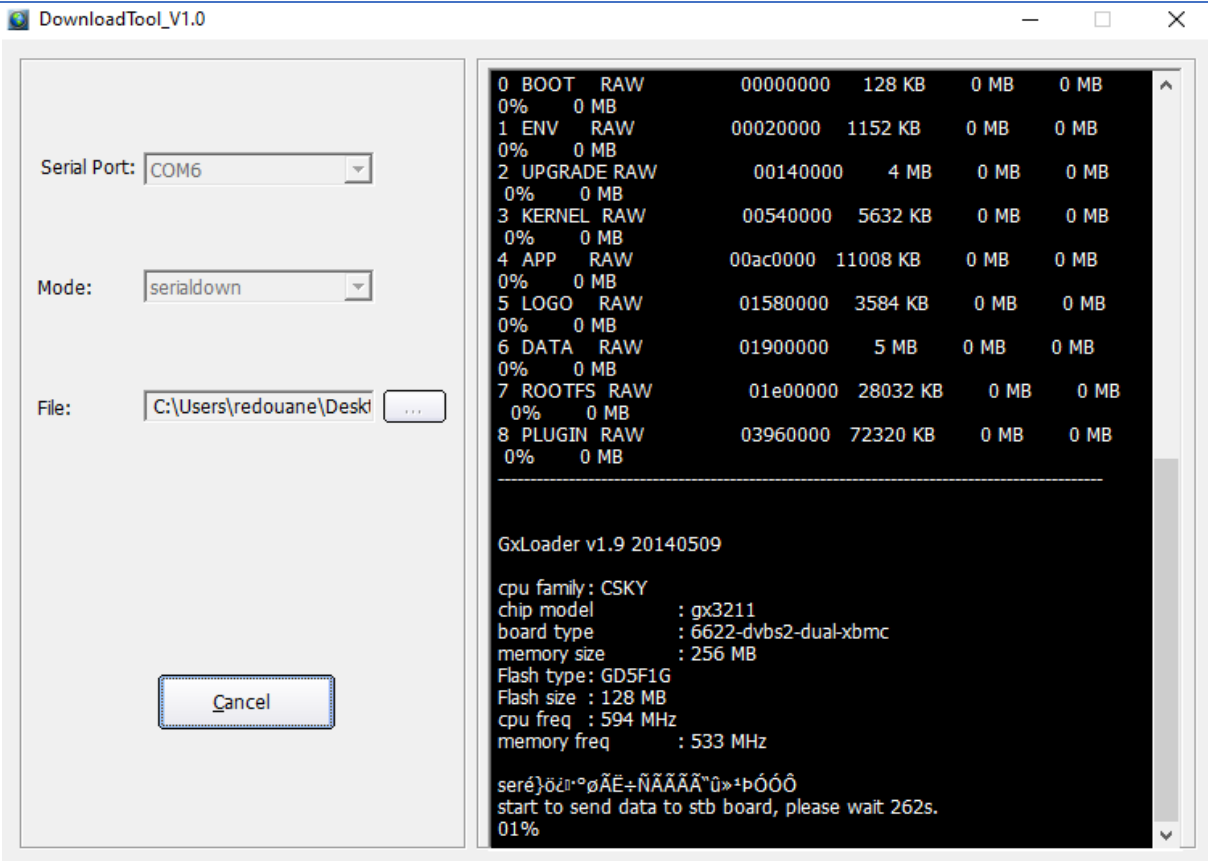 DownloadTool_V1.0
Serial Port: COM6
Mode: serialdown
File: C:\Users\redouane\Deskt ...
Cancel
0 BOOT RAW 00000000 128 KB 0 MB 0 MB
0% 0 MB
1 ENV RAW 00020000 1152 KB 0 MB 0 MB
0% 0 MB
2 UPGRADE RAW 00140000 4 MB 0 MB 0 MB
0% 0 MB
3 KERNEL RAW 00540000 5632 KB 0 MB 0 MB
0% 0 MB
4 APP RAW 00ac0000 11008 KB 0 MB 0 MB
0% 0 MB
5 LOGO RAW 01580000 3584 KB 0 MB 0 MB
0% 0 MB
6 DATA RAW 01900000 5 MB 0 MB 0 MB
0% 0 MB
7 ROOTFS RAW 01e00000 28032 KB 0 MB 0 MB
0% 0 MB
8 PLUGIN RAW 03960000 72320 KB 0 MB 0 MB
0% 0 MB
--------------------------------------------------------------------------------
GxLoader v1.9 20140509
cpu family : CSKY
chip model : gx3211
board type : 6622-dvbs2-dual-xbmc
memory size : 256 MB
Flash type : GD5F1G
Flash size : 128 MB
cpu freq : 594 MHz
memory freq : 533 MHz
start to send data to stb board, please wait 262s.
01%